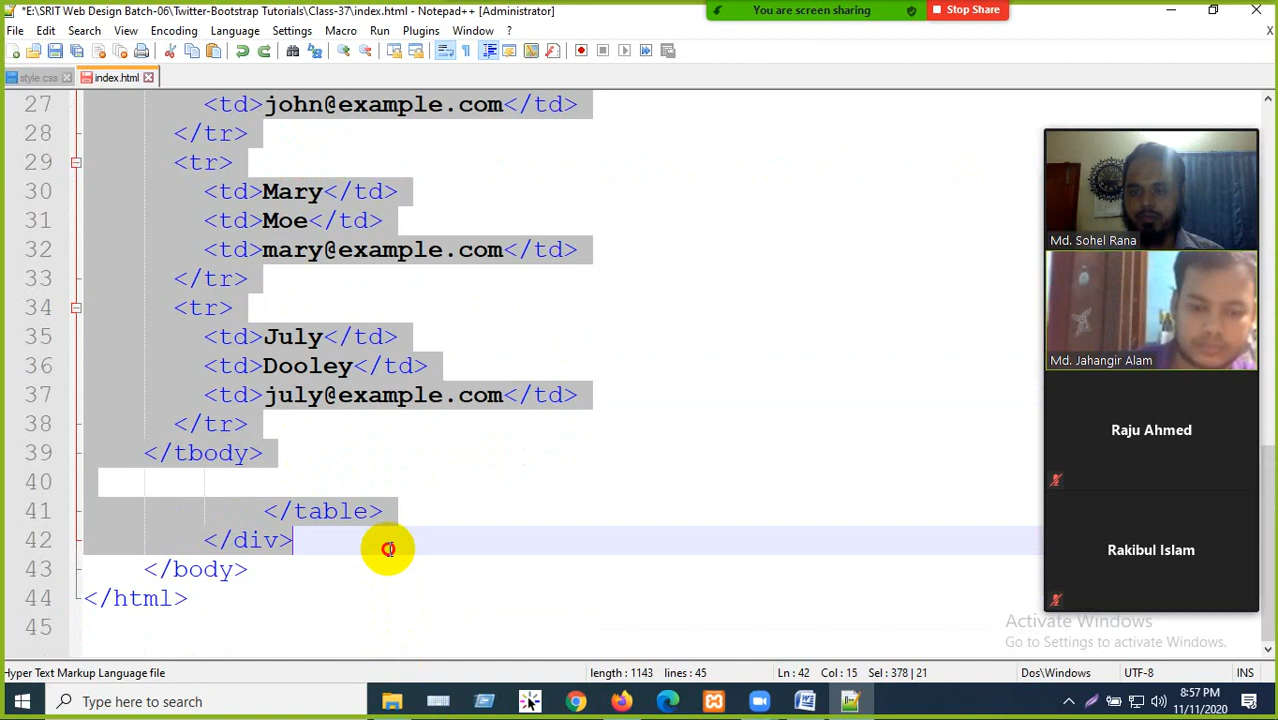 *E:\SRIT Web Design Batch-06\Twitter-Bootstrap Tutorials\Class-37\index.html - Notepad++ [Administrator]
You are screen sharing
Stop Share
File Edit Search View Encoding Language Settings Macro Run Plugins Window ?
X
style.css index.html
27 <td>john@example.com</td>
28 </tr>
29 <tr>
30 <td>Mary</td>
31 <td>Moe</td>
32 <td>mary@example.com</td>
33 </tr>
34 <tr>
35 <td>July</td>
36 <td>Dooley</td>
37 <td>july@example.com</td>
38 </tr>
39 </tbody>
40
41 </table>
42 </div>
43 </body>
44 </html>
45
Md. Sohel Rana
Md. Jahangir Alam
Raju Ahmed
Rakibul Islam
Activate Windows
Go to Settings to activate Windows.
Hyper Text Markup Language file length : 1143 lines : 45 Ln : 42 Col : 15 Sel : 378 | 21 Dos\Windows UTF-8 INS
Type here to search
8:57 PM
11/11/2020